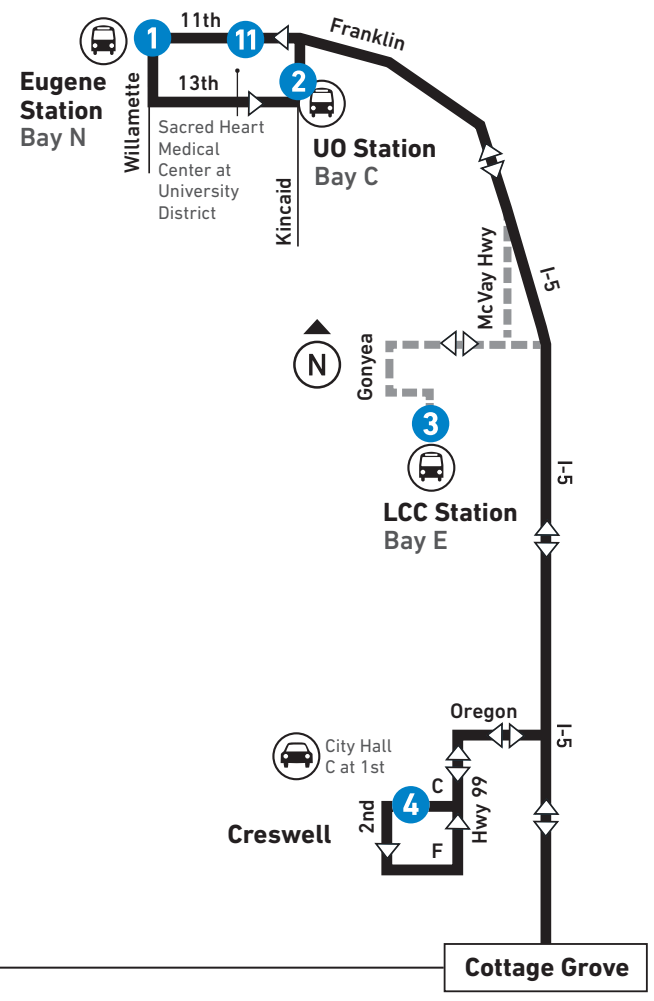 11th
Franklin
1
11
2
Eugene
Station
Bay N
Willamette
13th
Sacred Heart
Medical
Center at
University
District
UO Station
Bay C
Kincaid
McVay Hwy
I-5
N
Gonyea
3
LCC Station
Bay E
I-5
Oregon
I-5
City Hall
C at 1st
C
4
2nd
Hwy 99
Creswell
F
Cottage Grove